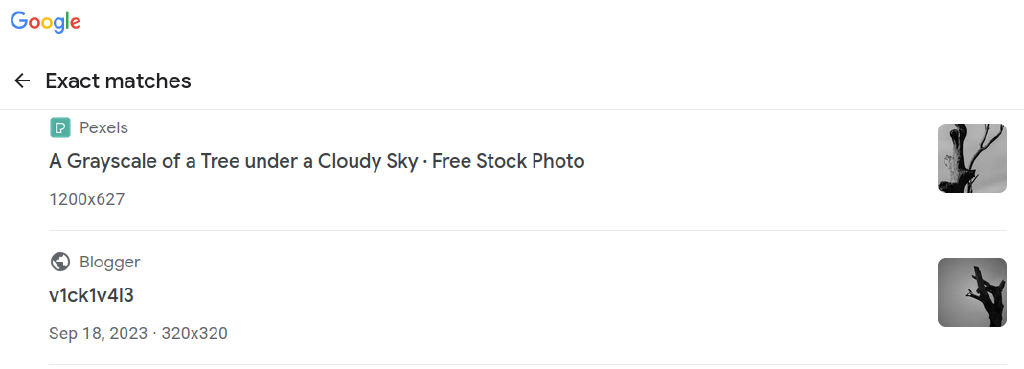 Google
Exact matches
Pexels
A Grayscale of a Tree under a Cloudy Sky · Free Stock Photo
1200x627
Blogger
v1ck1v4l3
Sep 18, 2023 · 320x320